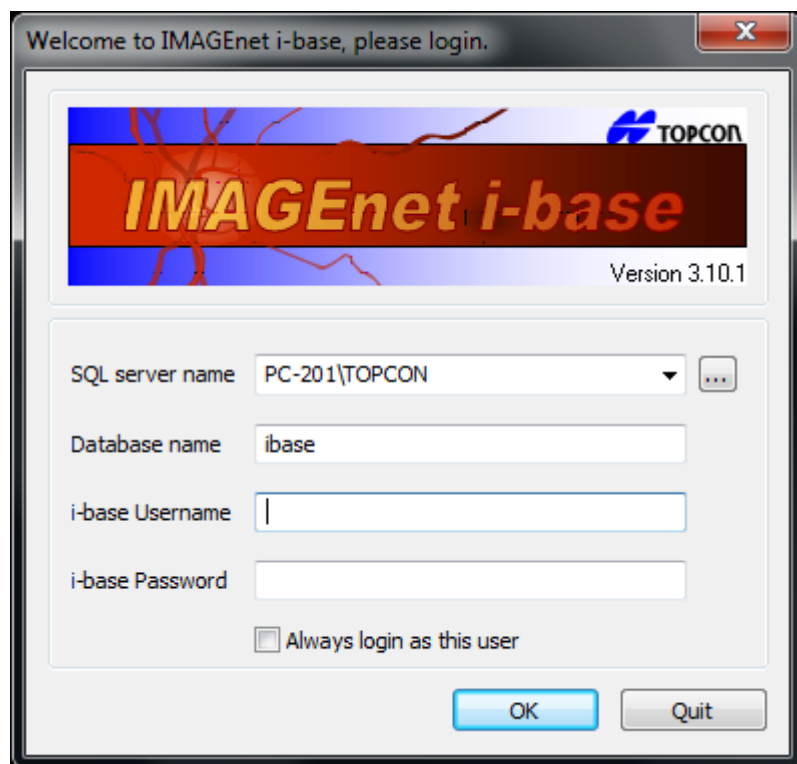 Welcome to IMAGEnet i-base, please login.
TOPCON
IMAGEnet i-base
Version 3.10.1
SQL server name PC-201\TOPCON ...
Database name ibase
i-base Username
i-base Password
Always login as this user
OK Quit